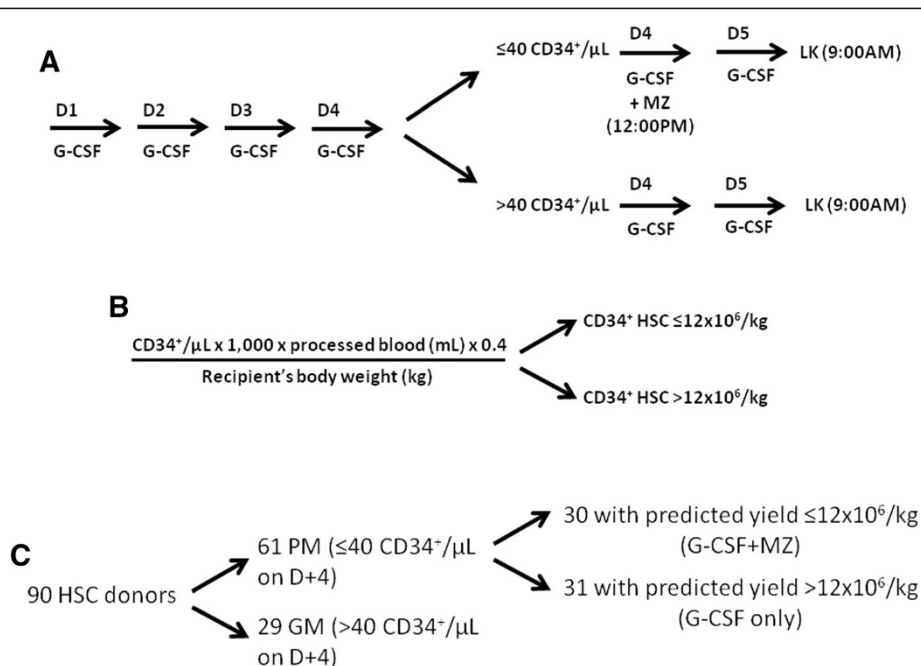 A
D1
G-CSF
D2
G-CSF
D3
G-CSF
D4
G-CSF
≤40 CD34⁺/µL
D4
G-CSF
+ MZ
(12:00PM)
D5
G-CSF
LK (9:00AM)
>40 CD34⁺/µL
D4
G-CSF
D5
G-CSF
LK (9:00AM)
B
CD34⁺/µL x 1,000 x processed blood (mL) x 0.4
Recipient's body weight (kg)
CD34⁺ HSC ≤12x10⁶/kg
CD34⁺ HSC >12x10⁶/kg
C
90 HSC donors
61 PM (≤40 CD34⁺/µL
on D+4)
29 GM (>40 CD34⁺/µL
on D+4)
30 with predicted yield ≤12x10⁶/kg
(G-CSF+MZ)
31 with predicted yield >12x10⁶/kg
(G-CSF only)